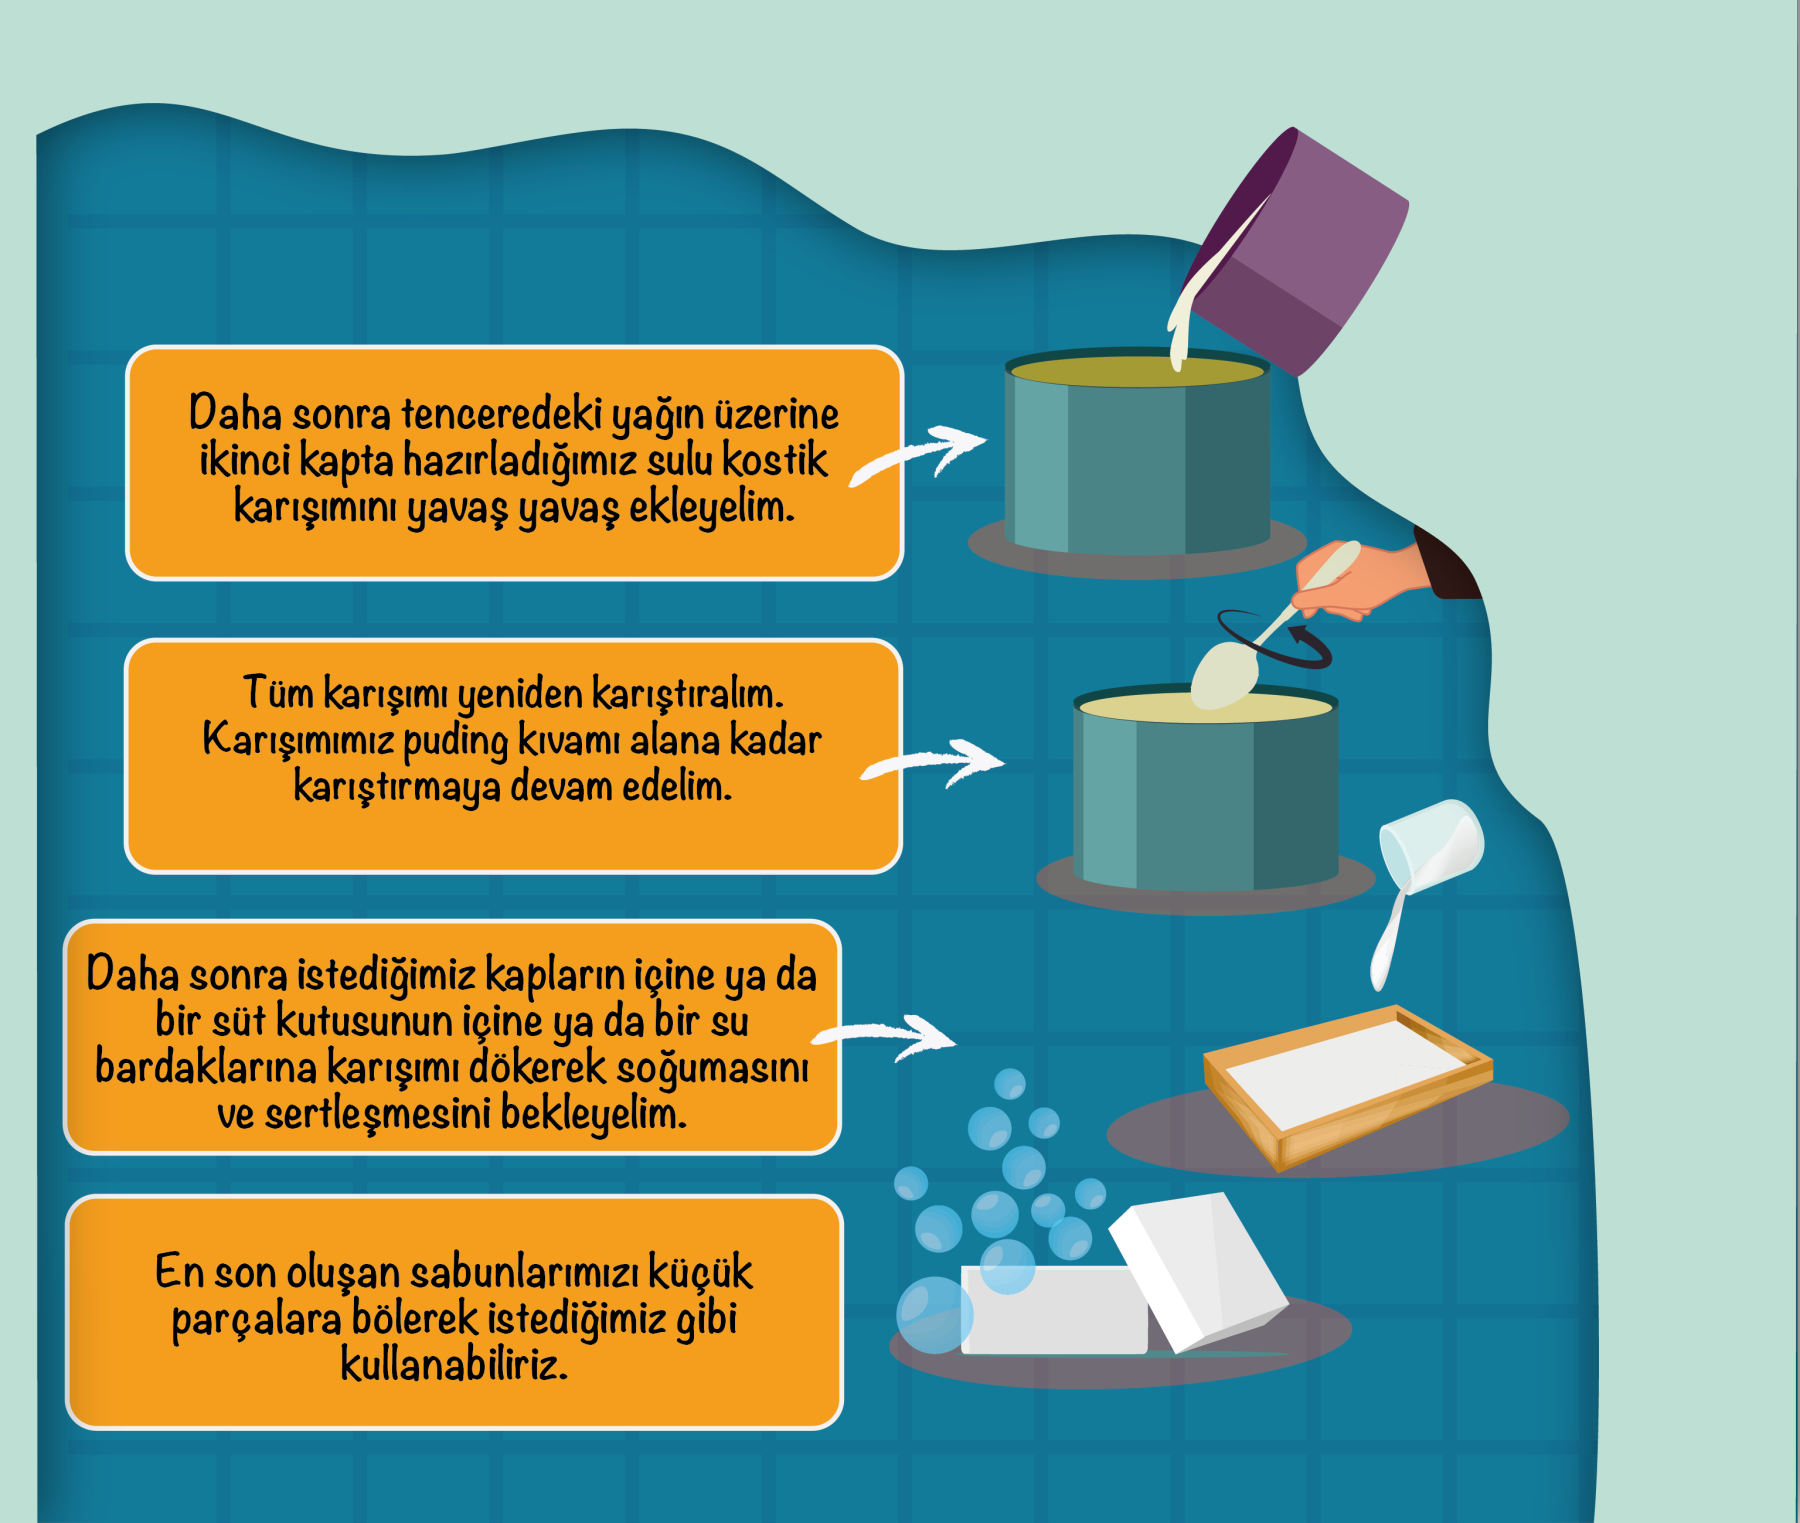 Daha sonra tenceredeki yağın üzerine
ikinci kapta hazırladığımız sulu kostik
karışımını yavaş yavaş ekleyelim.
Tüm karışımı yeniden karıştıralım.
Karışımımız puding kıvamı alana kadar
karıştırmaya devam edelim.
Daha sonra istediğimiz kapların içine ya da
bir süt kutusunun içine ya da bir su
bardaklarına karışımı dökerek soğumasını
ve sertleşmesini bekleyelim.
En son oluşan sabunlarımızı küçük
parçalara bölerek istediğimiz gibi
kullanabiliriz.